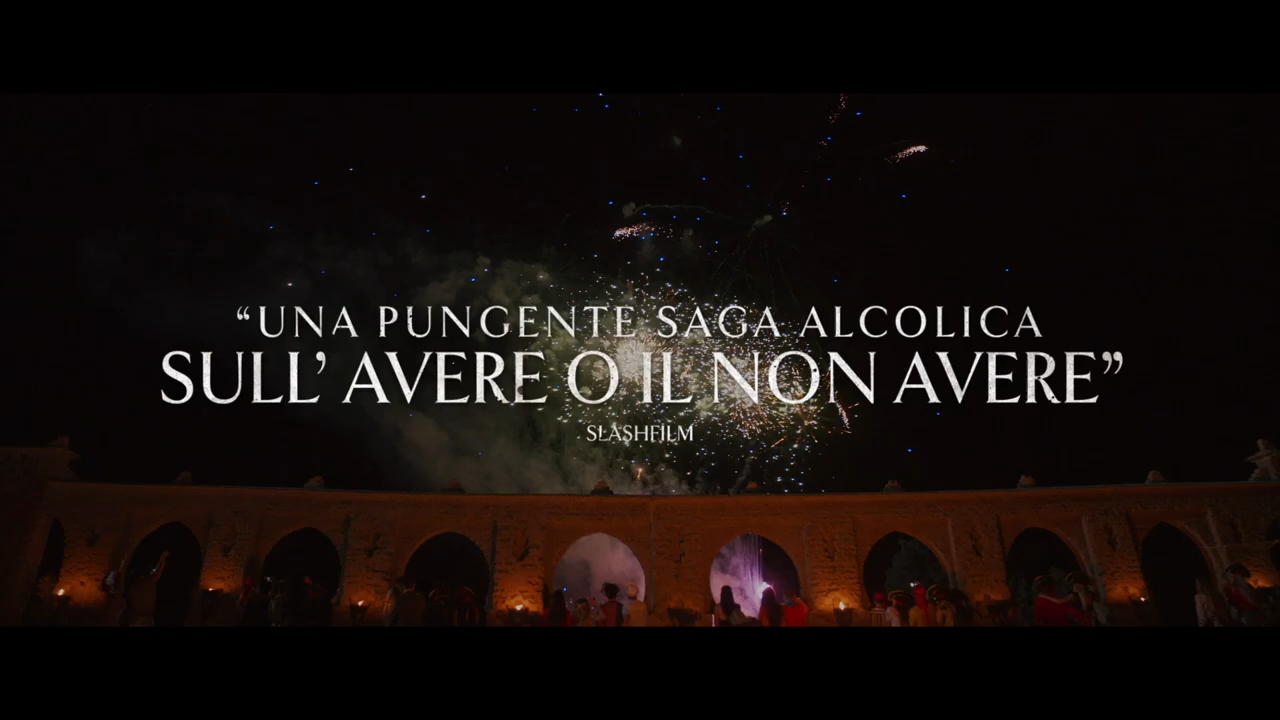 “UNA PUNGENTE SAGA ALCOLICA
SULL’ AVERE O IL NON AVERE”
SLASHFILM